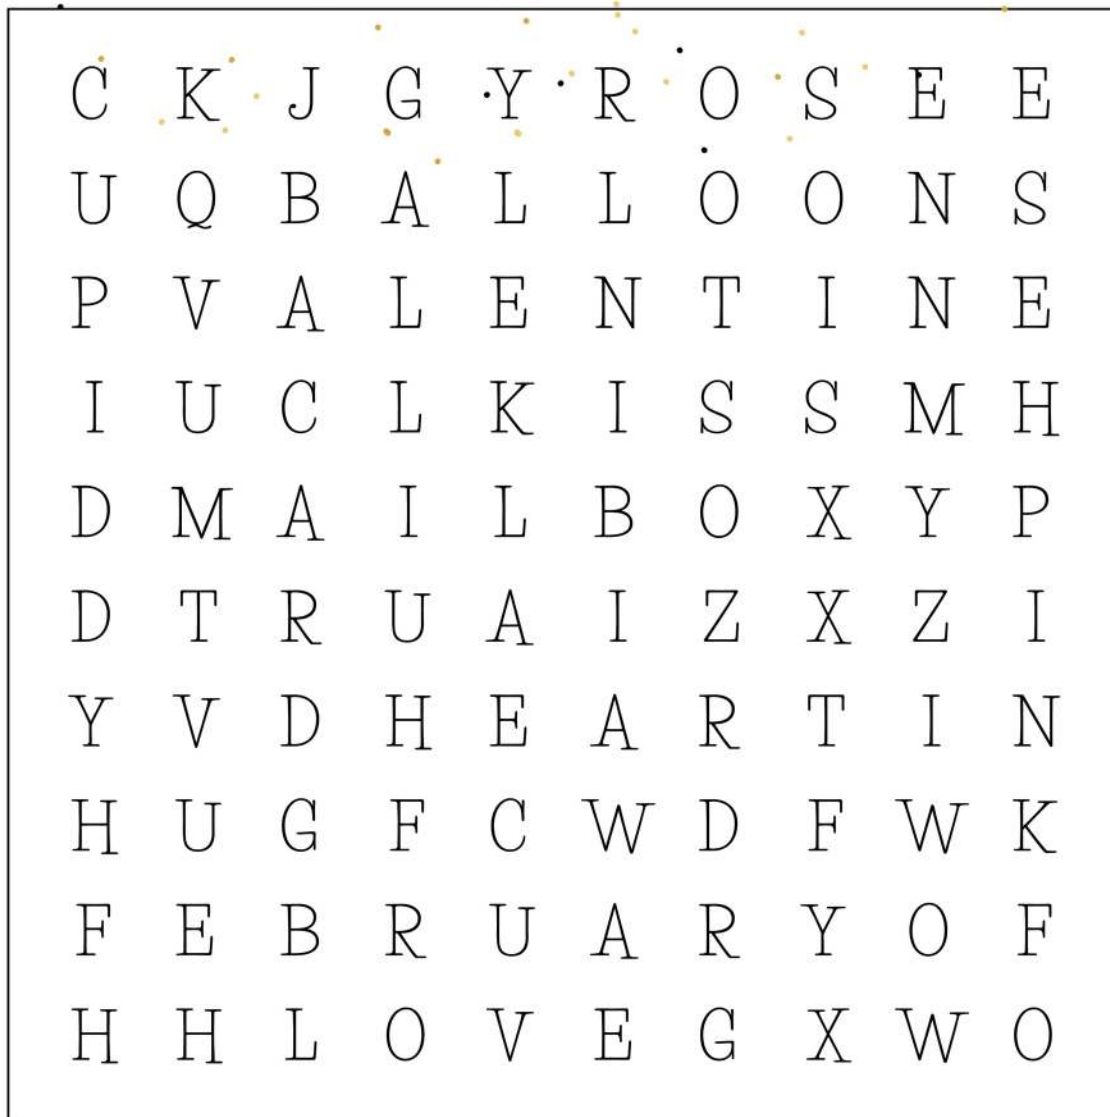 C K J G Y R O S E E
U Q B A L L O O N S
P V A L E N T I N E
I U C L K I S S M H
D M A I L B O X Y P
D T R U A I Z X Z I
Y V D H E A R T I N
H U G F C W D F W K
F E B R U A R Y O F
H H L O V E G X W O